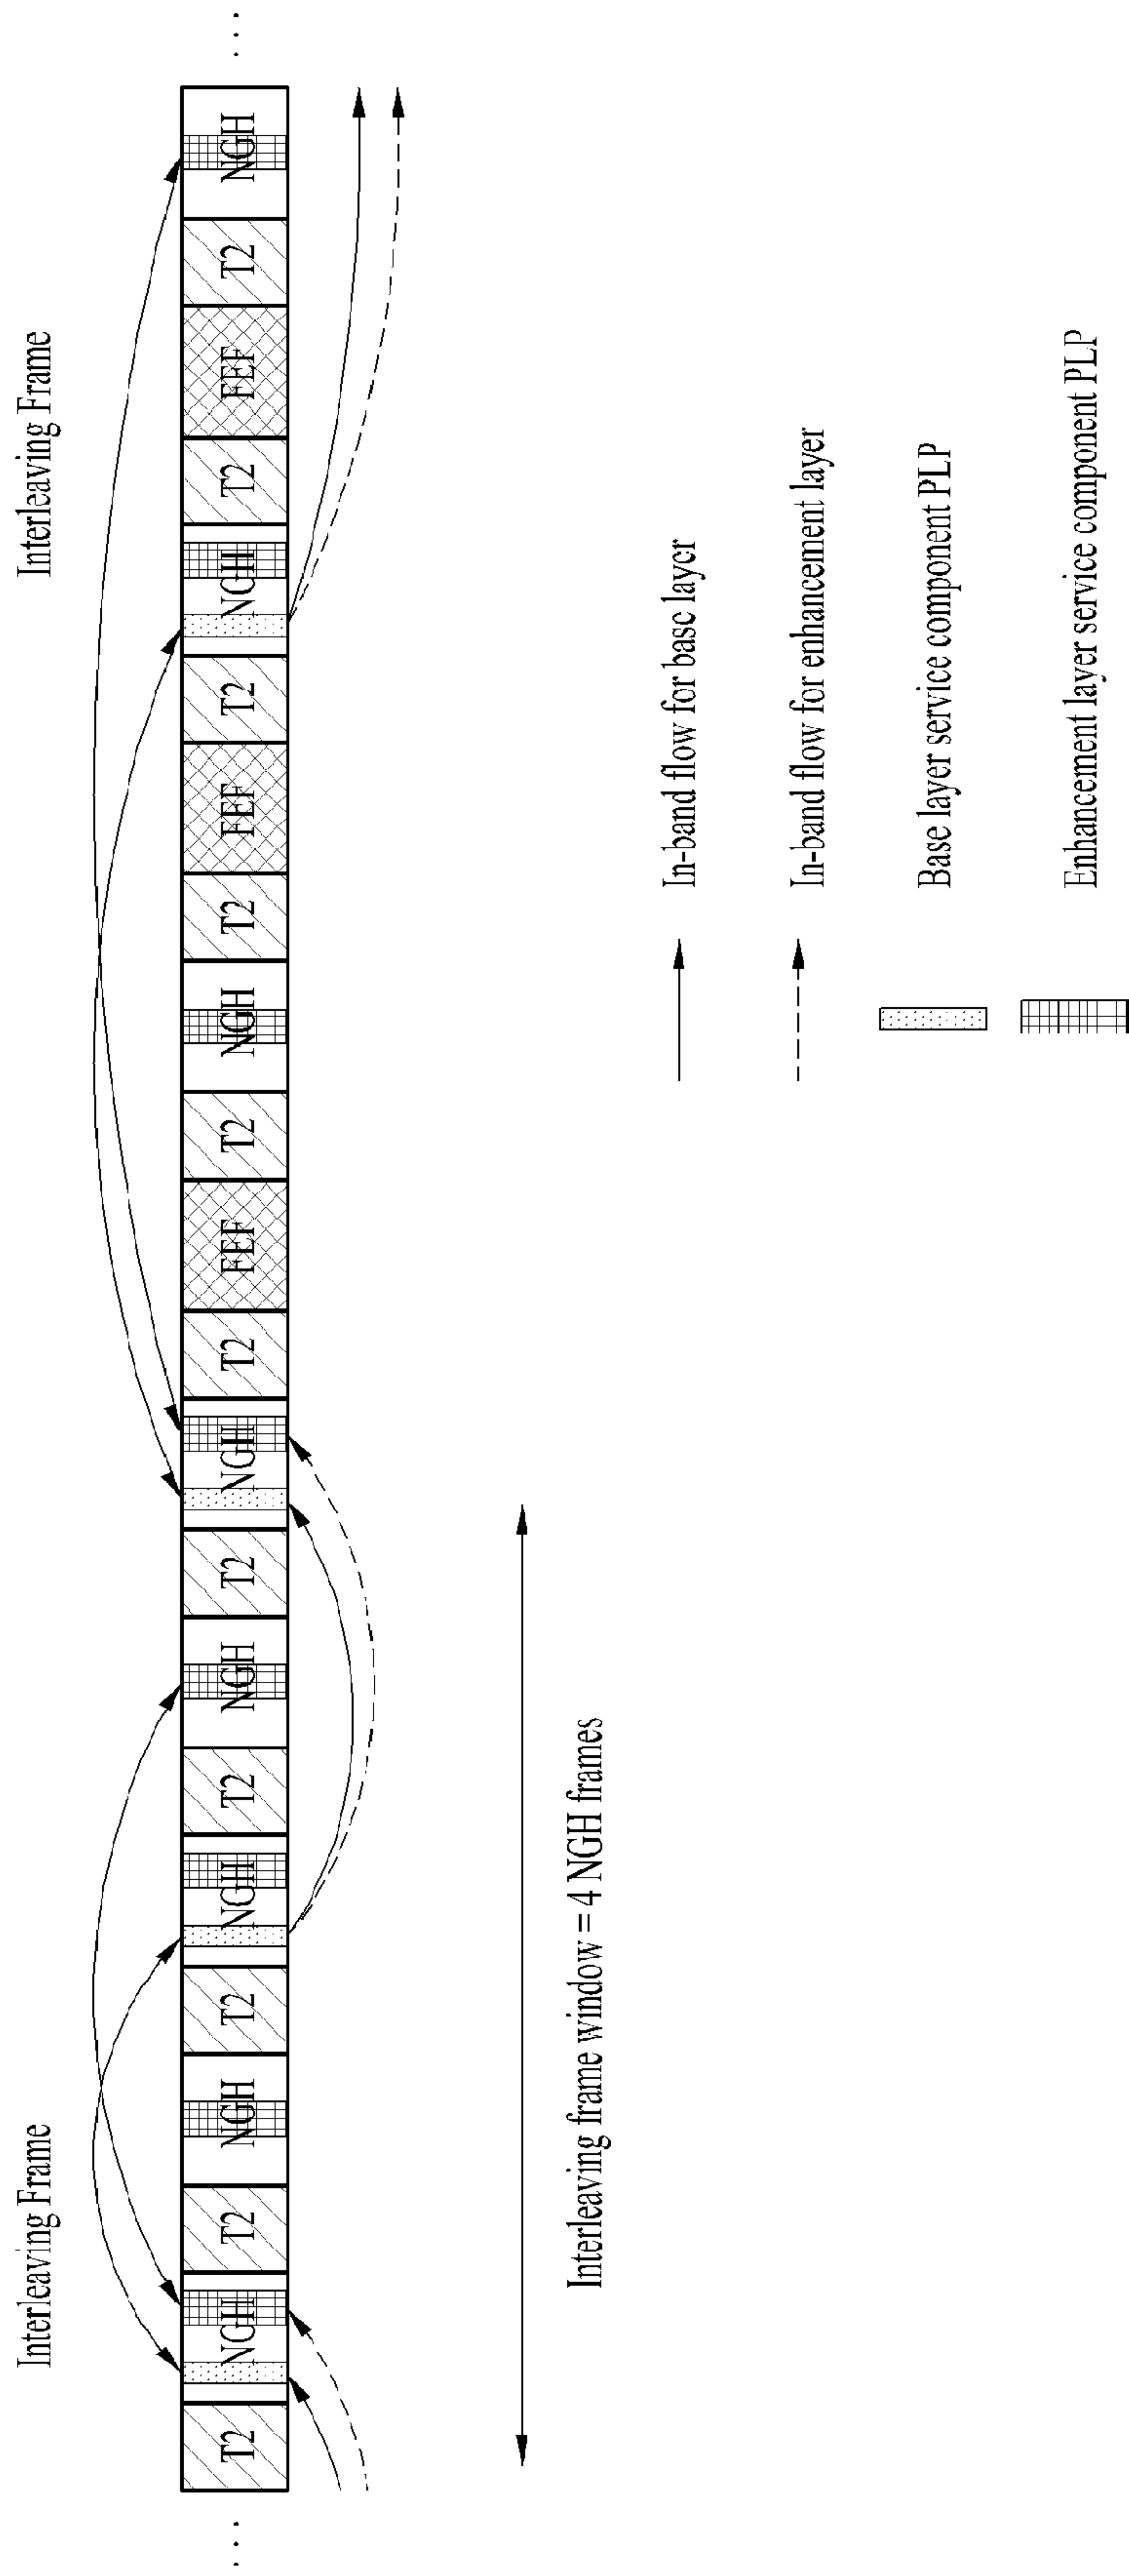 Interleaving Frame
Interleaving Frame
...
T2
NGH
T2
NGH
T2
NGH
T2
NGH
T2
NGH
T2
FEF
T2
NGH
T2
FEF
T2
NGH
T2
FEF
T2
NGH
...
Interleaving frame window = 4 NGH frames
In-band flow for base layer
In-band flow for enhancement layer
Base layer service component PLP
Enhancement layer service component PLP